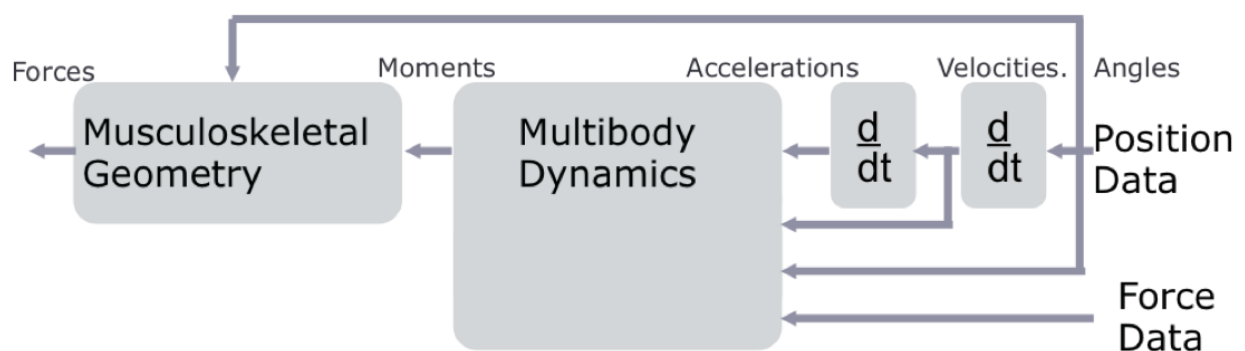 Forces
Moments
Accelerations
Velocities.
Angles
Musculoskeletal
Geometry
Multibody
Dynamics
d
dt
d
dt
Position
Data
Force
Data